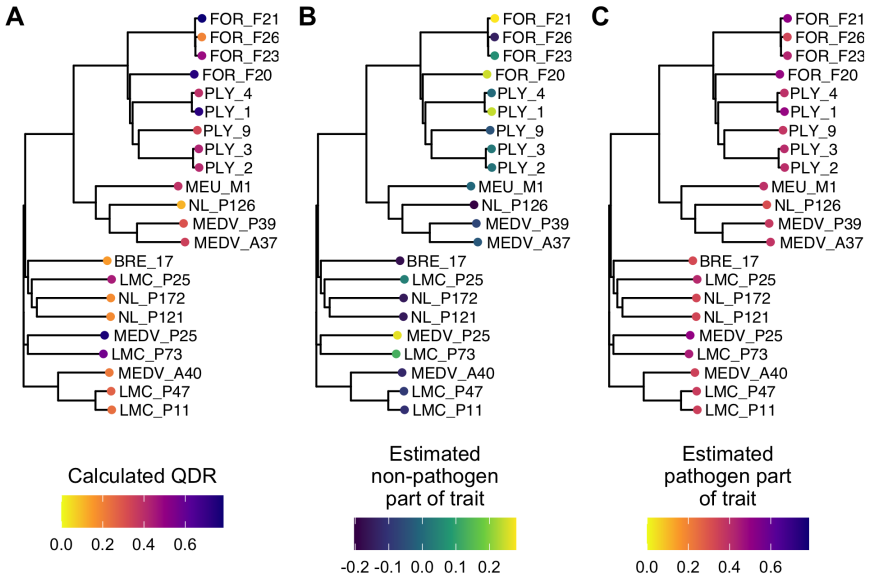 A
FOR_F21
FOR_F26
FOR_F23
FOR_F20
PLY_4
PLY_1
PLY_9
PLY_3
PLY_2
MEU_M1
NL_P126
MEDV_P39
MEDV_A37
BRE_17
LMC_P25
NL_P172
NL_P121
MEDV_P25
LMC_P73
MEDV_A40
LMC_P47
LMC_P11
Calculated QDR
0.0 0.2 0.4 0.6
B
FOR_F21
FOR_F26
FOR_F23
FOR_F20
PLY_4
PLY_1
PLY_9
PLY_3
PLY_2
MEU_M1
NL_P126
MEDV_P39
MEDV_A37
BRE_17
LMC_P25
NL_P172
NL_P121
MEDV_P25
LMC_P73
MEDV_A40
LMC_P47
LMC_P11
Estimated
non-pathogen
part of trait
-0.2 -0.1 0.0 0.1 0.2
C
FOR_F21
FOR_F26
FOR_F23
FOR_F20
PLY_4
PLY_1
PLY_9
PLY_3
PLY_2
MEU_M1
NL_P126
MEDV_P39
MEDV_A37
BRE_17
LMC_P25
NL_P172
NL_P121
MEDV_P25
LMC_P73
MEDV_A40
LMC_P47
LMC_P11
Estimated
pathogen part
of trait
0.0 0.2 0.4 0.6